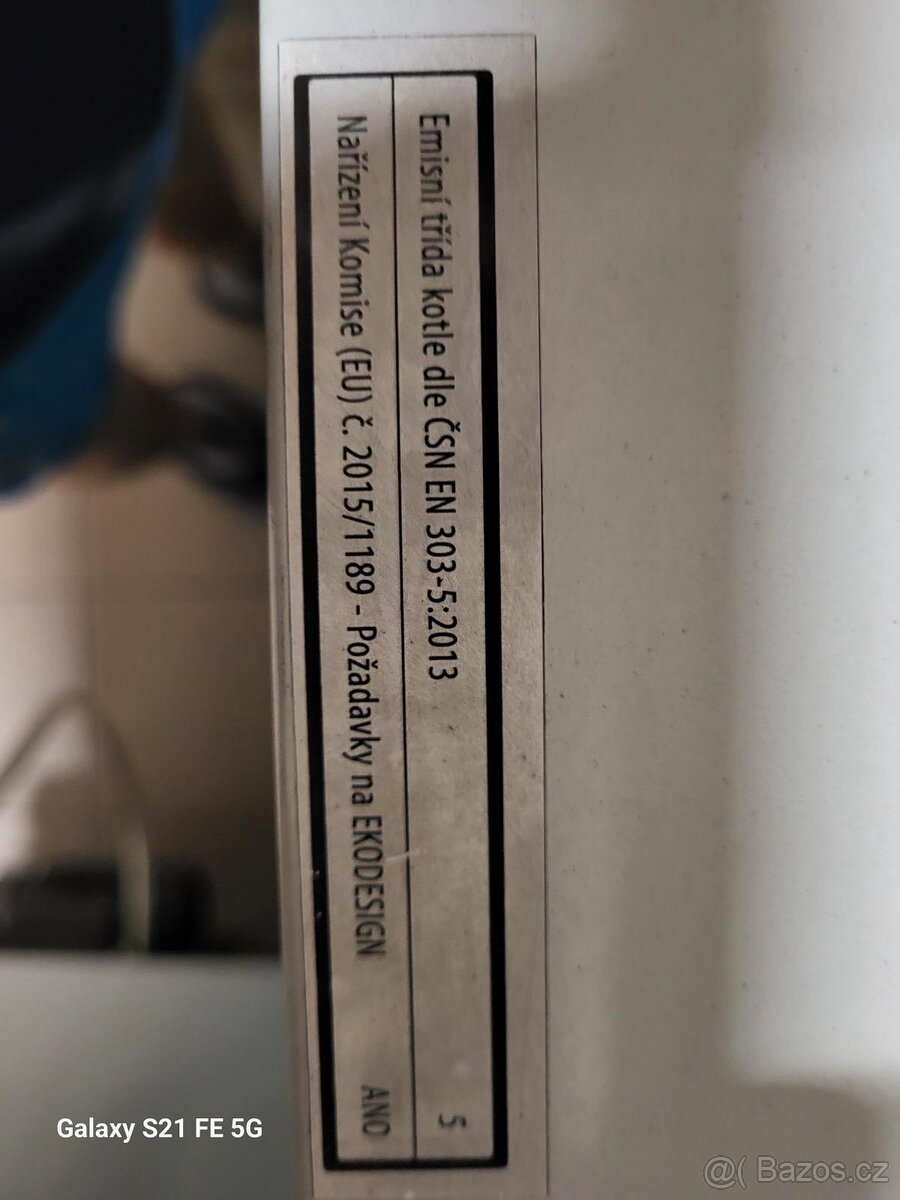 Emisní třída kotle dle ČSN EN 303-5:2013 5
Nařízení Komise (EU) č. 2015/1189 - Požadavky na EKODESIGN ANO
Galaxy S21 FE 5G
@( Bazos.cz